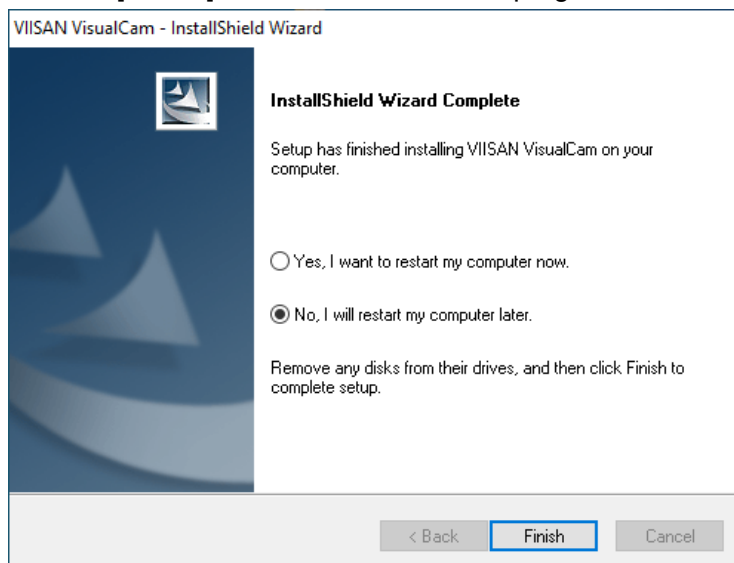 VIISAN VisualCam - InstallShield Wizard
InstallShield Wizard Complete
Setup has finished installing VIISAN VisualCam on your
computer.
Yes, I want to restart my computer now.
No, I will restart my computer later.
Remove any disks from their drives, and then click Finish to
complete setup.
< Back Finish Cancel